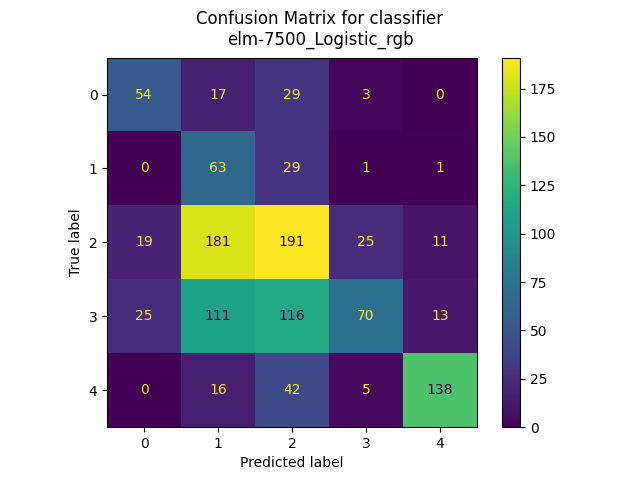 Confusion Matrix for classifier
elm-7500_Logistic_rgb
0 54 17 29 3 0
1 0 63 29 1 1
2 19 181 191 25 11
3 25 111 116 70 13
4 0 16 42 5 138
0 1 2 3 4
True label
Predicted label
175
150
125
100
75
50
25
0